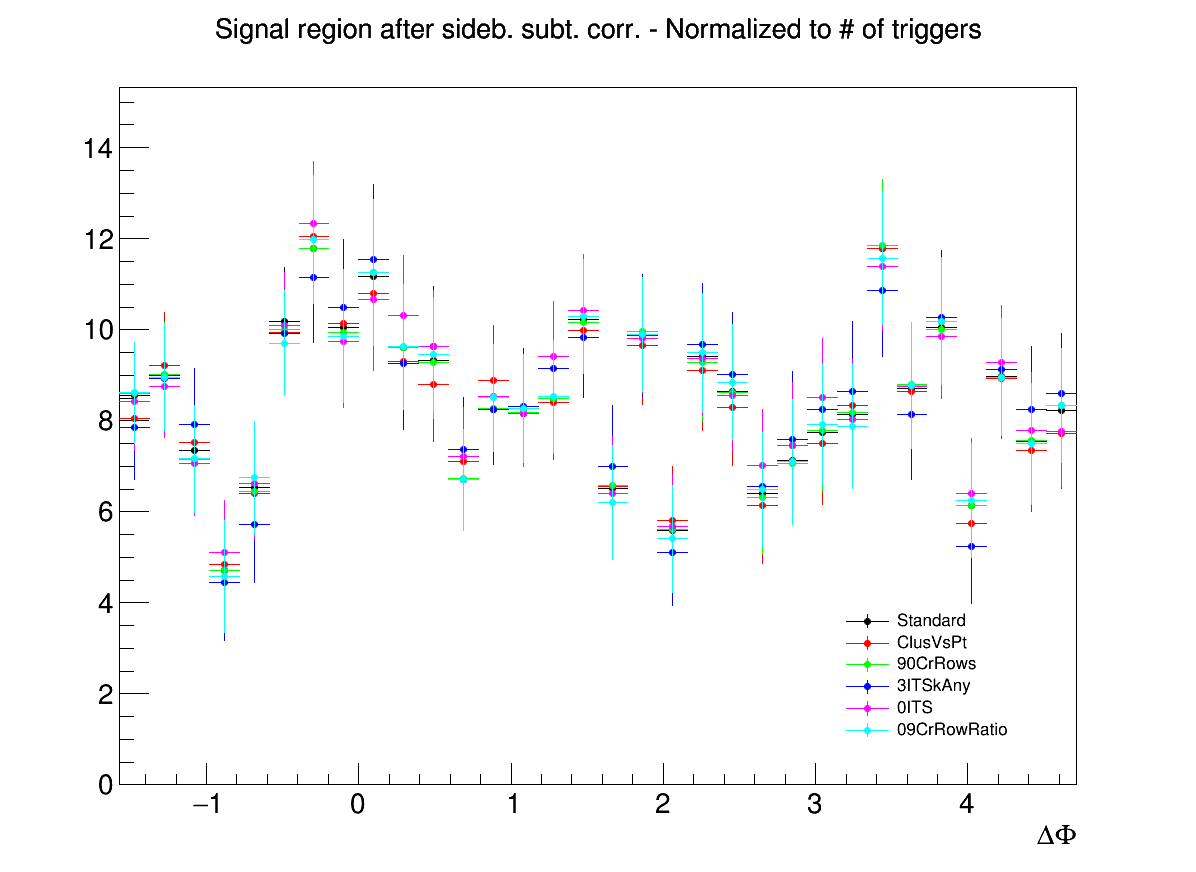 Signal region after sideb. subt. corr. - Normalized to # of triggers
14
12
10
8
6
4
2
0
Standard
ClusVsPt
90CrRows
3ITSkAny
0ITS
09CrRowRatio
−1 0 1 2 3 4
ΔΦ